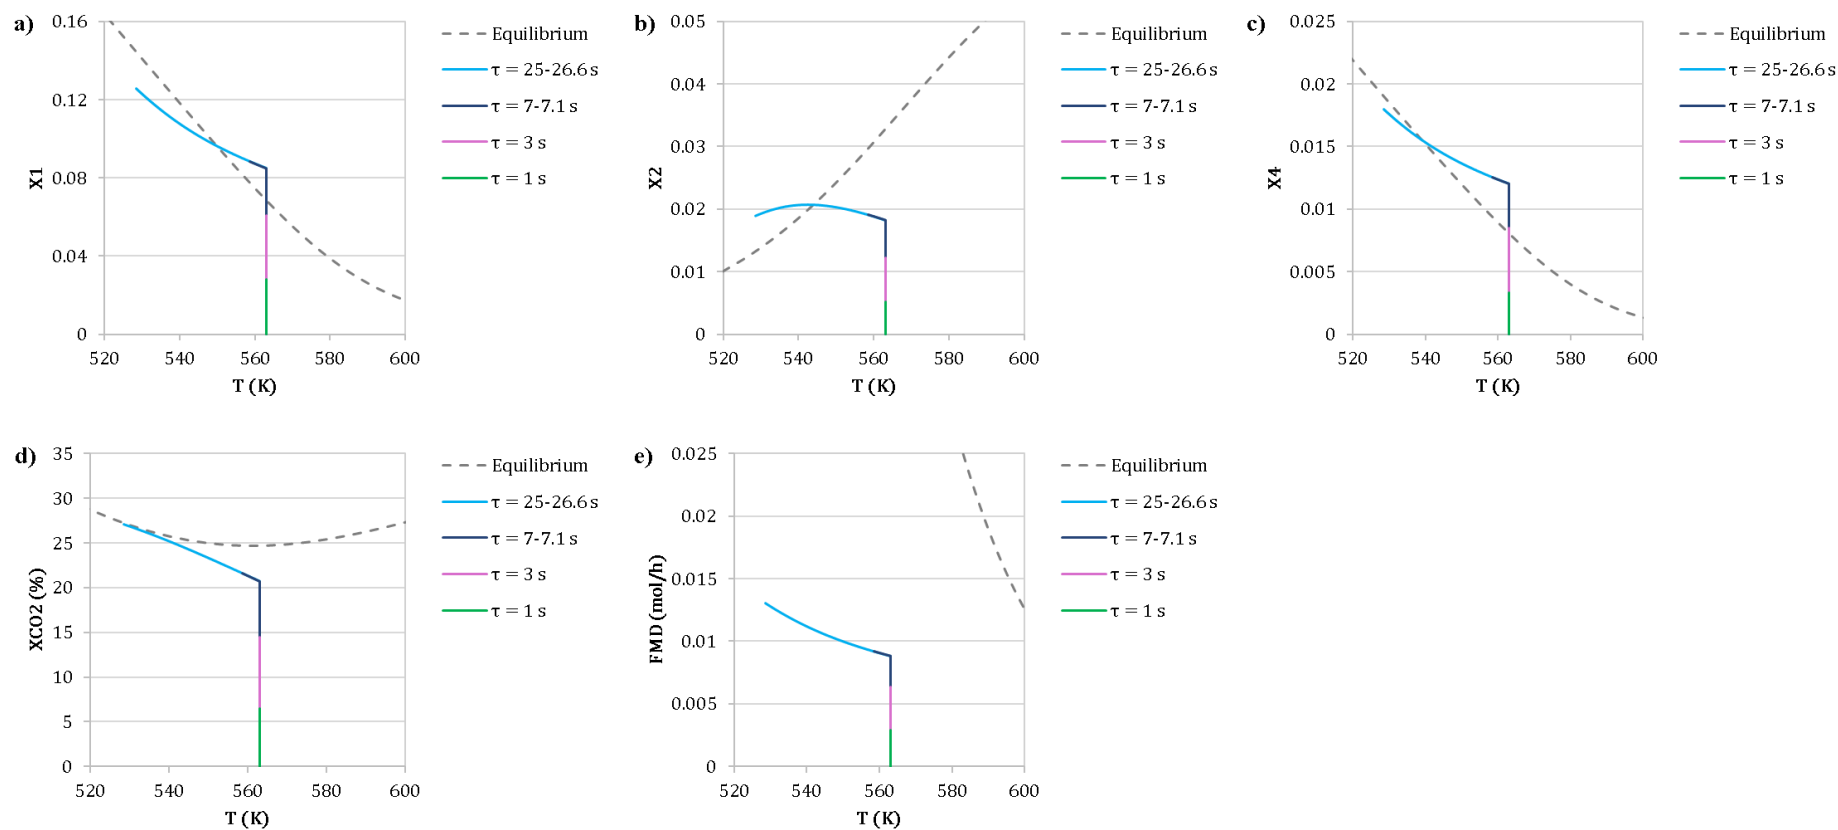 a)
0.16
0.12
0.08
0.04
0
X1
520 540 560 580 600
T (K)
Equilibrium
τ = 25-26.6 s
τ = 7-7.1 s
τ = 3 s
τ = 1 s
b)
0.05
0.04
0.03
0.02
0.01
0
X2
520 540 560 580 600
T (K)
Equilibrium
τ = 25-26.6 s
τ = 7-7.1 s
τ = 3 s
τ = 1 s
c)
0.025
0.02
0.015
0.01
0.005
0
X4
520 540 560 580 600
T (K)
Equilibrium
τ = 25-26.6 s
τ = 7-7.1 s
τ = 3 s
τ = 1 s
d)
35
30
25
20
15
10
5
0
XCO2 (%)
520 540 560 580 600
T (K)
Equilibrium
τ = 25-26.6 s
τ = 7-7.1 s
τ = 3 s
τ = 1 s
e)
0.025
0.02
0.015
0.01
0.005
0
FMD (mol/h)
520 540 560 580 600
T (K)
Equilibrium
τ = 25-26.6 s
τ = 7-7.1 s
τ = 3 s
τ = 1 s